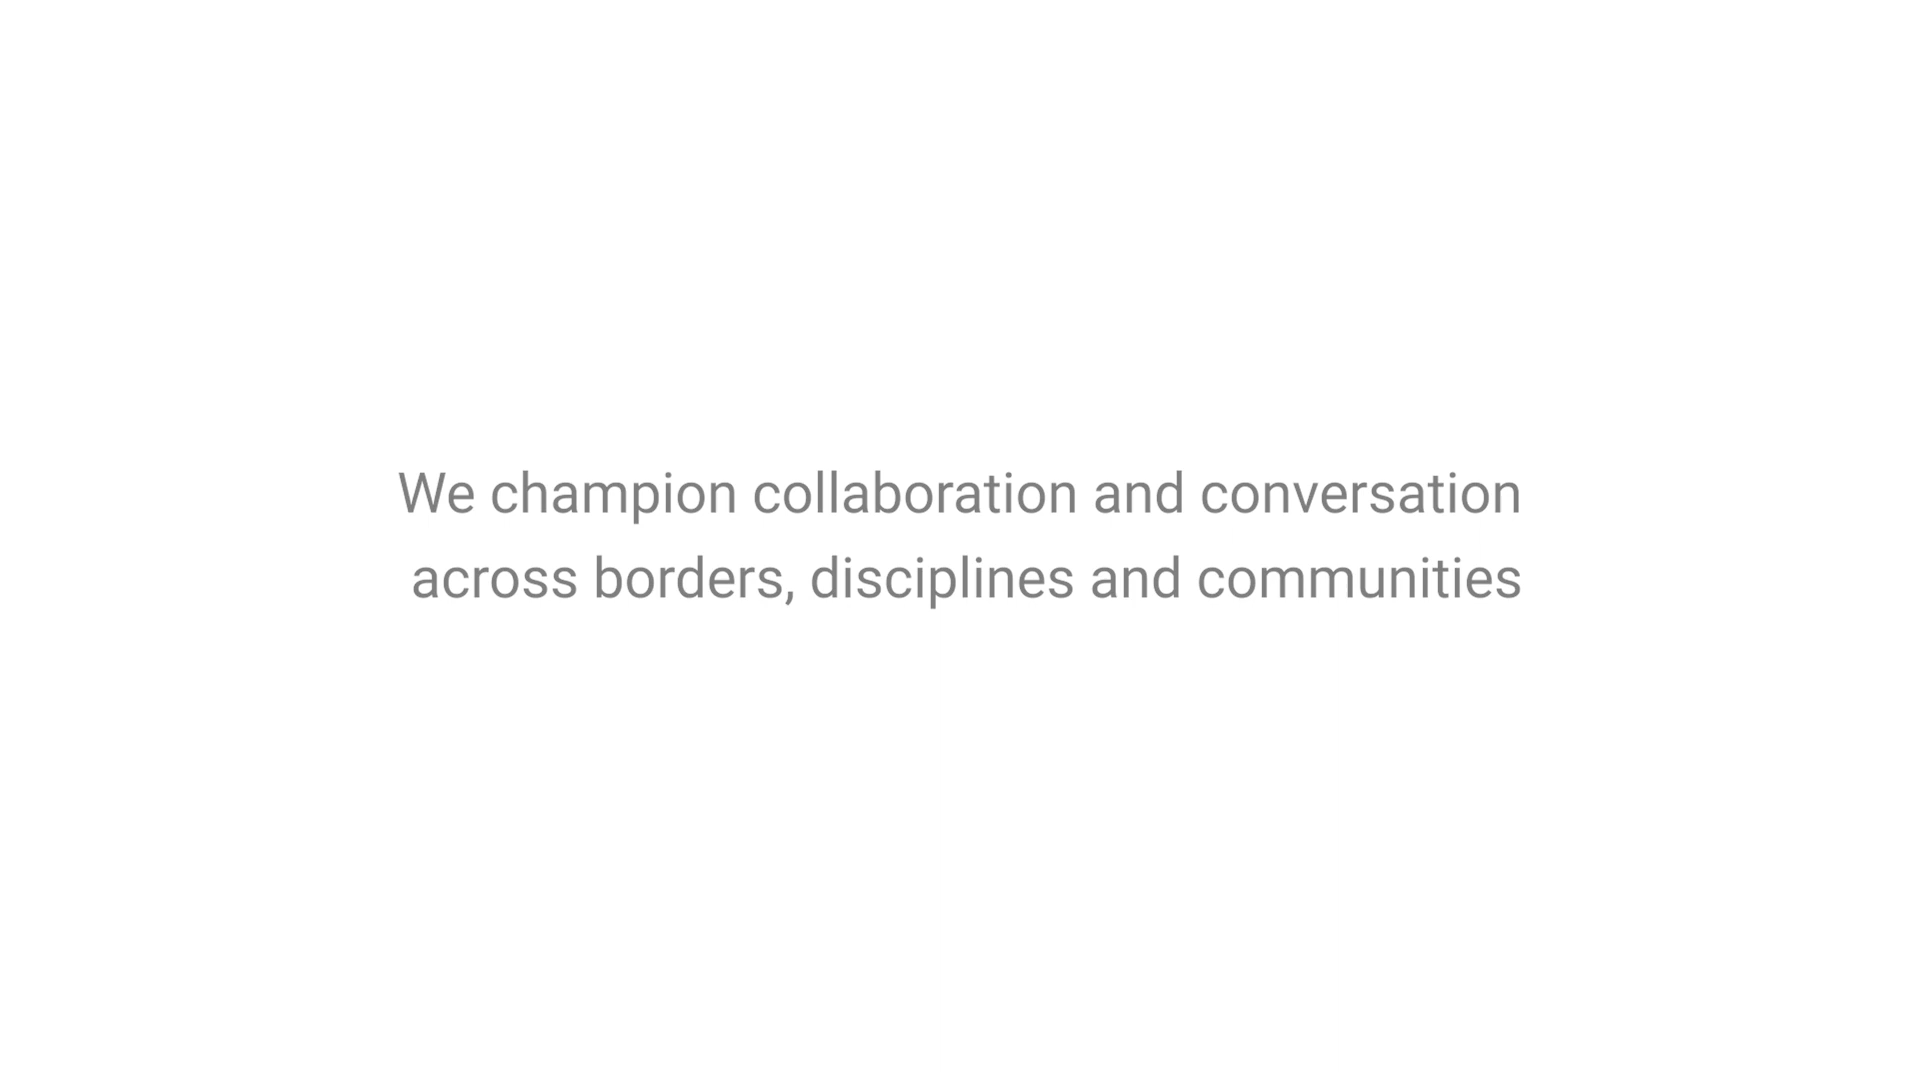 We champion collaboration and conversation
across borders, disciplines and communities